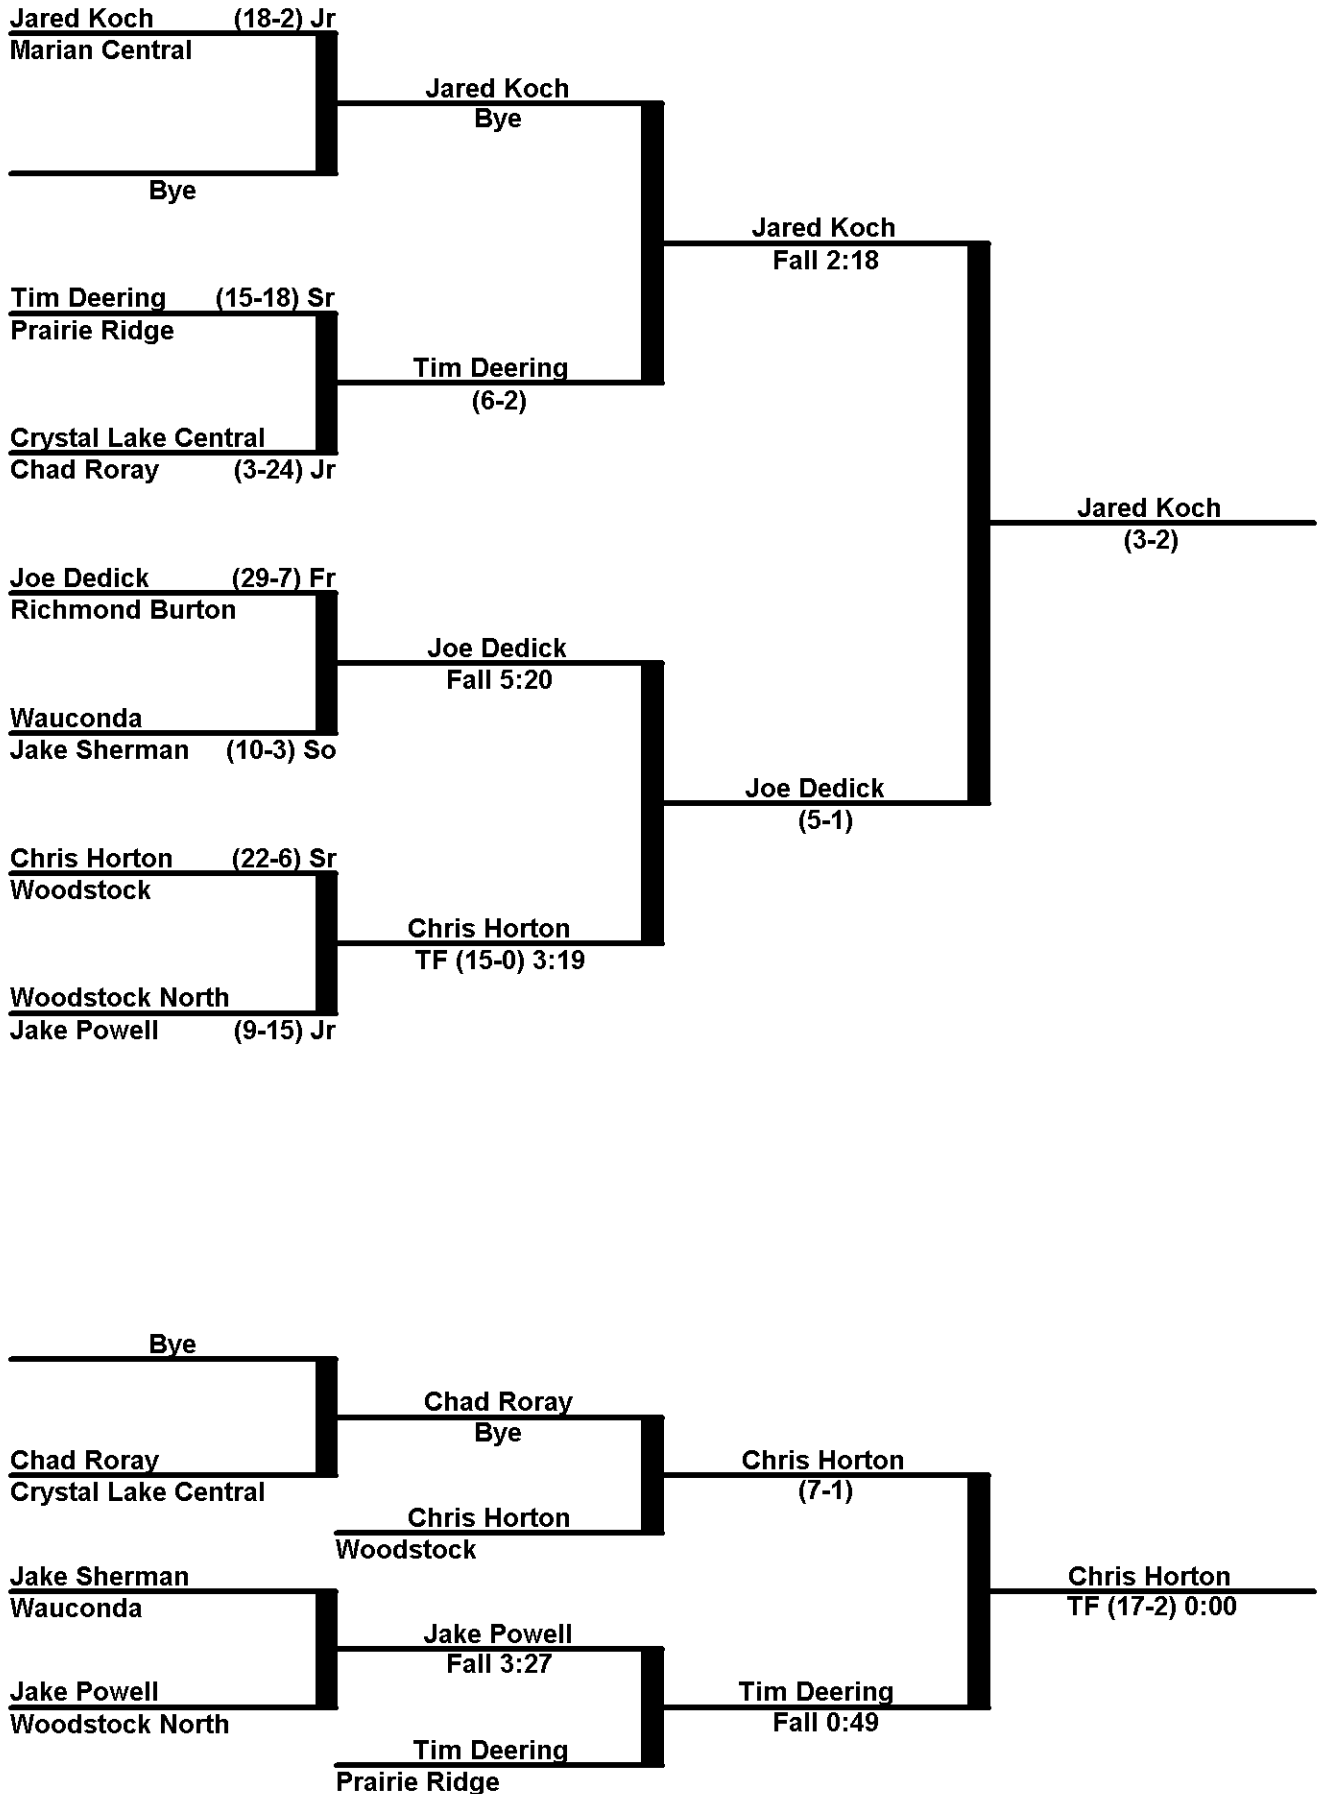 Jared Koch (18-2) Jr
Marian Central
Jared Koch
Bye
Bye
Jared Koch
Fall 2:18
Tim Deering (15-18) Sr
Prairie Ridge
Tim Deering
(6-2)
Crystal Lake Central
Chad Roray (3-24) Jr
Jared Koch
(3-2)
Joe Dedick (29-7) Fr
Richmond Burton
Joe Dedick
Fall 5:20
Wauconda
Jake Sherman (10-3) So
Joe Dedick
(5-1)
Chris Horton (22-6) Sr
Woodstock
Chris Horton
TF (15-0) 3:19
Woodstock North
Jake Powell (9-15) Jr
Bye
Chad Roray
Bye
Chad Roray
Crystal Lake Central
Chris Horton
(7-1)
Chris Horton
Woodstock
Jake Sherman
Wauconda
Chris Horton
TF (17-2) 0:00
Jake Powell
Fall 3:27
Jake Powell
Woodstock North
Tim Deering
Fall 0:49
Tim Deering
Prairie Ridge